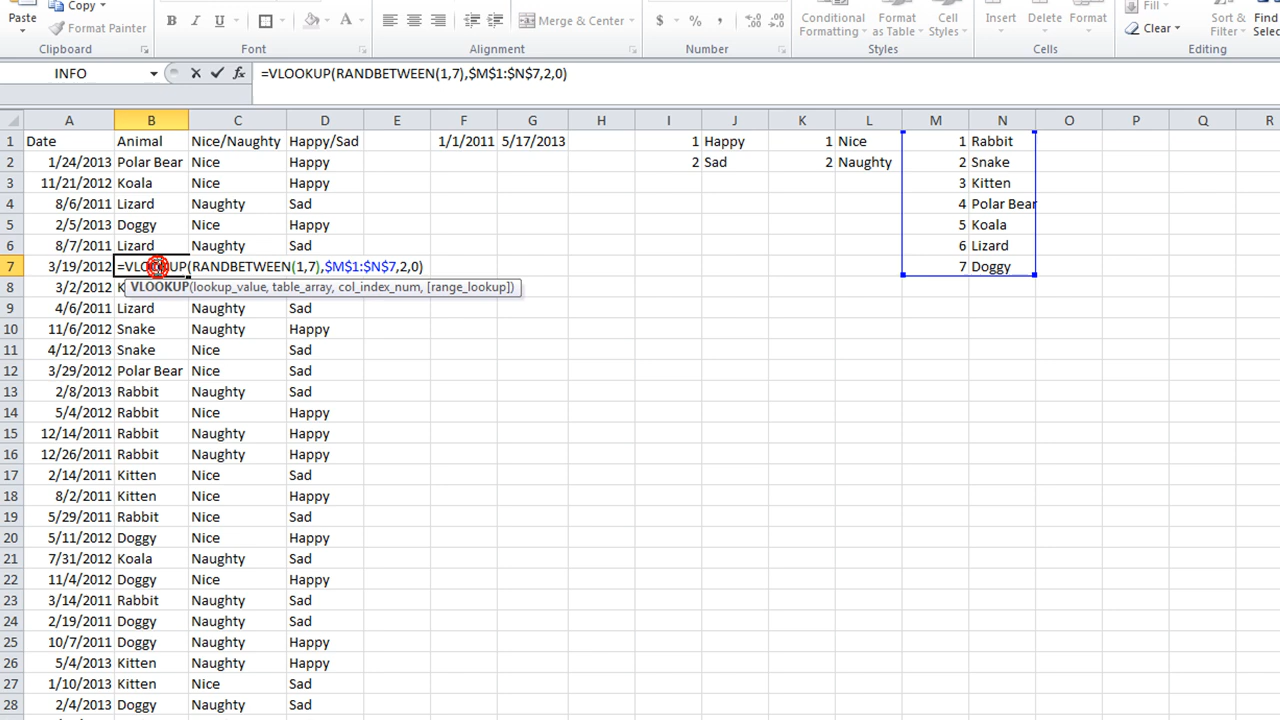 Paste Copy Format Painter B I U A Merge & Center $ % , Conditional Formatting Format as Table Cell Styles Insert Delete Format Fill Clear Sort & Filter Find
Clipboard Font Alignment Number Styles Cells Editing
INFO fx =VLOOKUP(RANDBETWEEN(1,7),$M$1:$N$7,2,0)
A B C D E F G H I J K L M N O P Q R
1 Date Animal Nice/Naughty Happy/Sad 1/1/2011 5/17/2013 1 Happy 1 Nice 1 Rabbit
2 1/24/2013 Polar Bear Nice Happy 2 Sad 2 Naughty 2 Snake
3 11/21/2012 Koala Nice Happy 3 Kitten
4 8/6/2011 Lizard Naughty Sad 4 Polar Bear
5 2/5/2013 Doggy Nice Happy 5 Koala
6 8/7/2011 Lizard Naughty Sad 6 Lizard
7 3/19/2012 =VLOOKUP(RANDBETWEEN(1,7),$M$1:$N$7,2,0) 7 Doggy
8 3/2/2012 K VLOOKUP(lookup_value, table_array, col_index_num, [range_lookup])
9 4/6/2011 Lizard Naughty Sad
10 11/6/2012 Snake Naughty Happy
11 4/12/2013 Snake Nice Sad
12 3/29/2012 Polar Bear Nice Sad
13 2/8/2013 Rabbit Naughty Sad
14 5/4/2012 Rabbit Nice Happy
15 12/14/2011 Rabbit Naughty Happy
16 12/26/2011 Rabbit Naughty Happy
17 2/14/2011 Kitten Nice Sad
18 8/2/2011 Kitten Nice Happy
19 5/29/2011 Rabbit Nice Sad
20 5/11/2012 Doggy Nice Happy
21 7/31/2012 Koala Naughty Sad
22 11/4/2012 Doggy Nice Happy
23 3/14/2011 Rabbit Naughty Sad
24 2/19/2011 Doggy Naughty Sad
25 10/7/2011 Doggy Naughty Happy
26 5/4/2013 Kitten Naughty Happy
27 1/10/2013 Kitten Nice Sad
28 2/4/2013 Doggy Naughty Sad